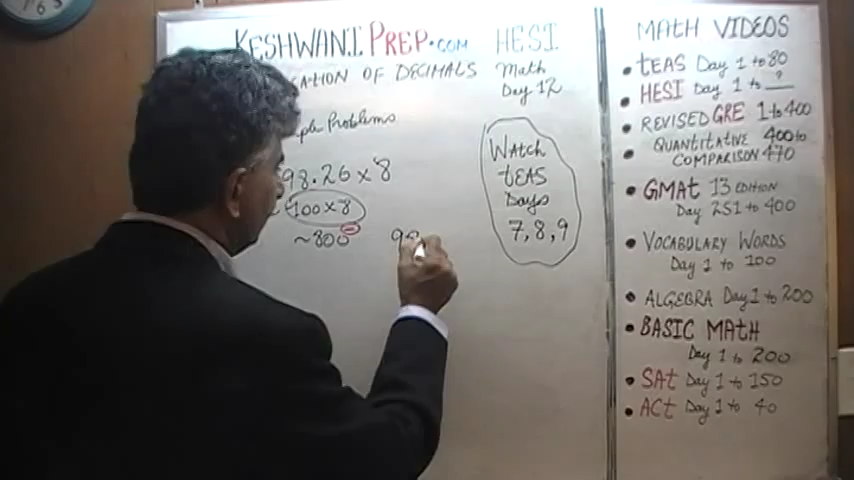 KESHWANI PREP.COM
HESI
OF DECIMALS
Math
Day 12
Problems
98.26 x 8
100 x 8
~800
98
WATCH
tEAS
Days
7, 8, 9
MATH VIDEOS
• tEAS Day 1 to 80
• HESI Day 1 to ?
• REVISED GRE 1 to 400
• QUANTITATIVE 400 to
COMPARISON 470
• GMAt 13 EDITION
Day 251 to 400
• VOCABULARY WORDS
Day 1 to 100
• ALGEBRA Day 1 to 200
• BASIC MATH
Day 1 to 200
• SAt Day 1 to 150
• ACt Day 1 to 40